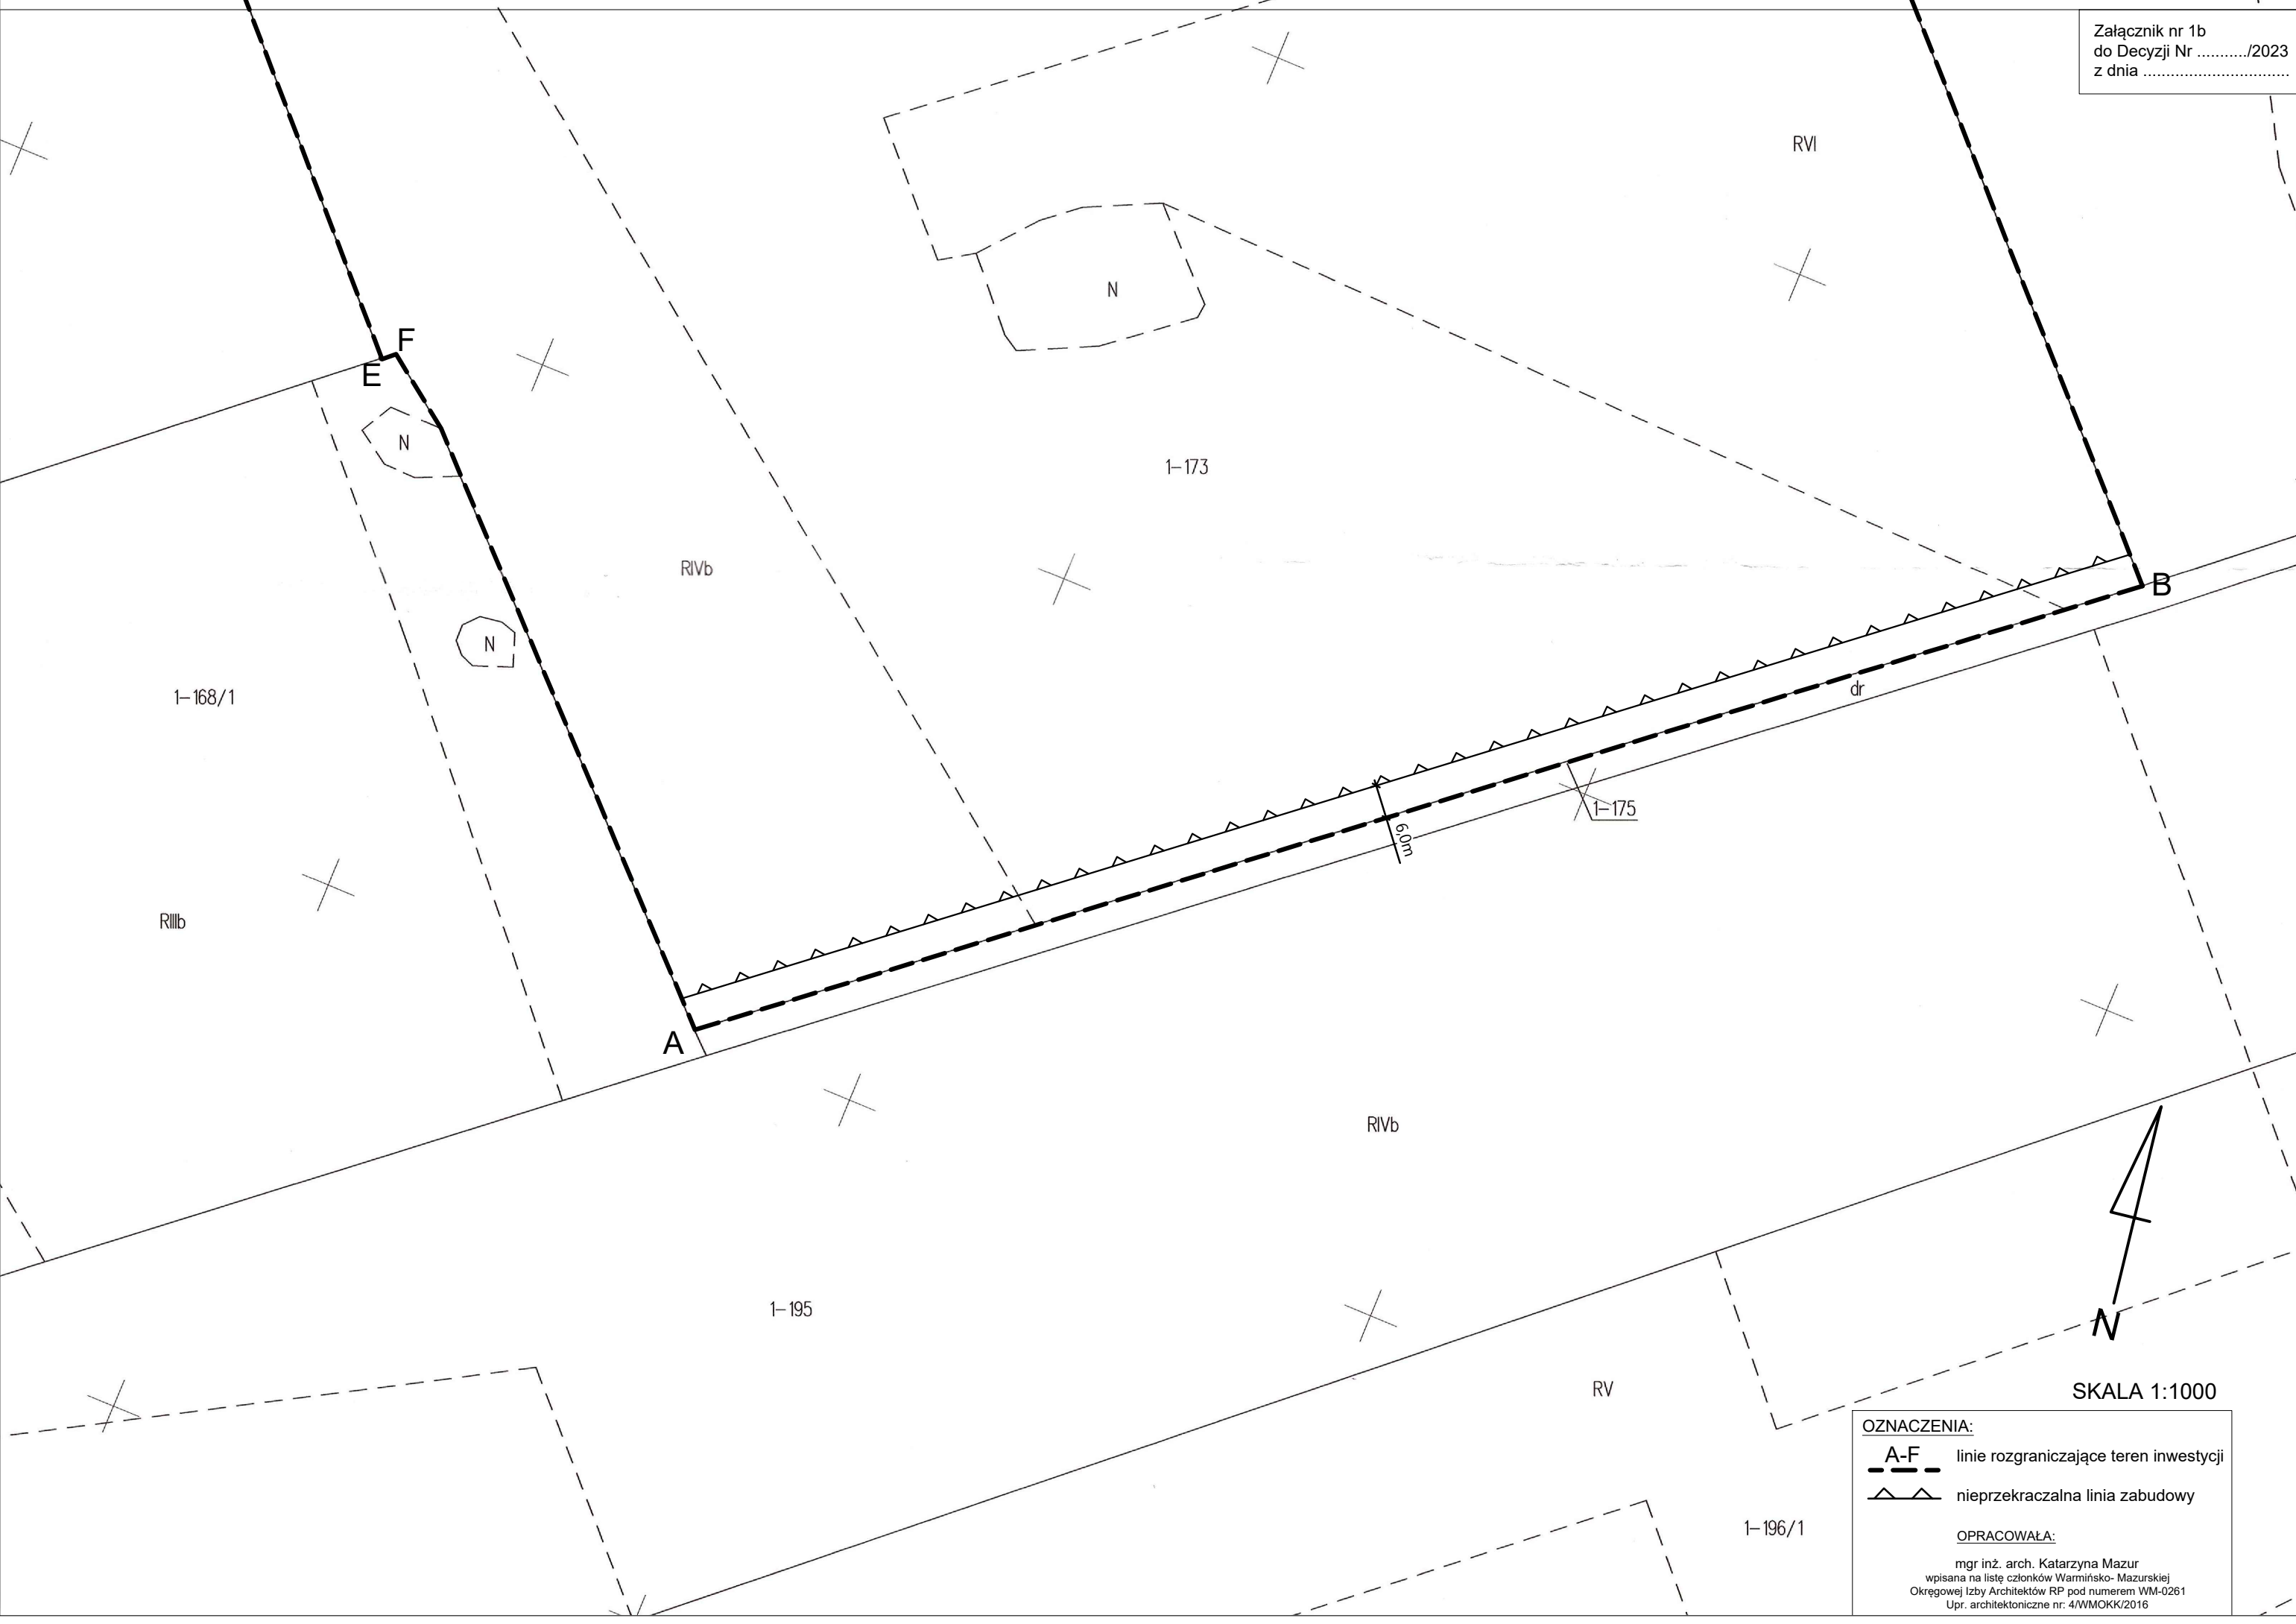 Załącznik nr 1b
do Decyzji Nr .........../2023
z dnia ................................
RVI
N
F
E
N
1-173
RIVb
B
N
1-168/1
dr
1-175
6,0m
RIIIb
A
RIVb
1-195
N
RV
SKALA 1:1000
OZNACZENIA:
A-F linie rozgraniczające teren inwestycji
nieprzekraczalna linia zabudowy
1-196/1
OPRACOWAŁA:
mgr inż. arch. Katarzyna Mazur
wpisana na listę członków Warmińsko- Mazurskiej
Okręgowej Izby Architektów RP pod numerem WM-0261
Upr. architektoniczne nr: 4/WMOKK/2016